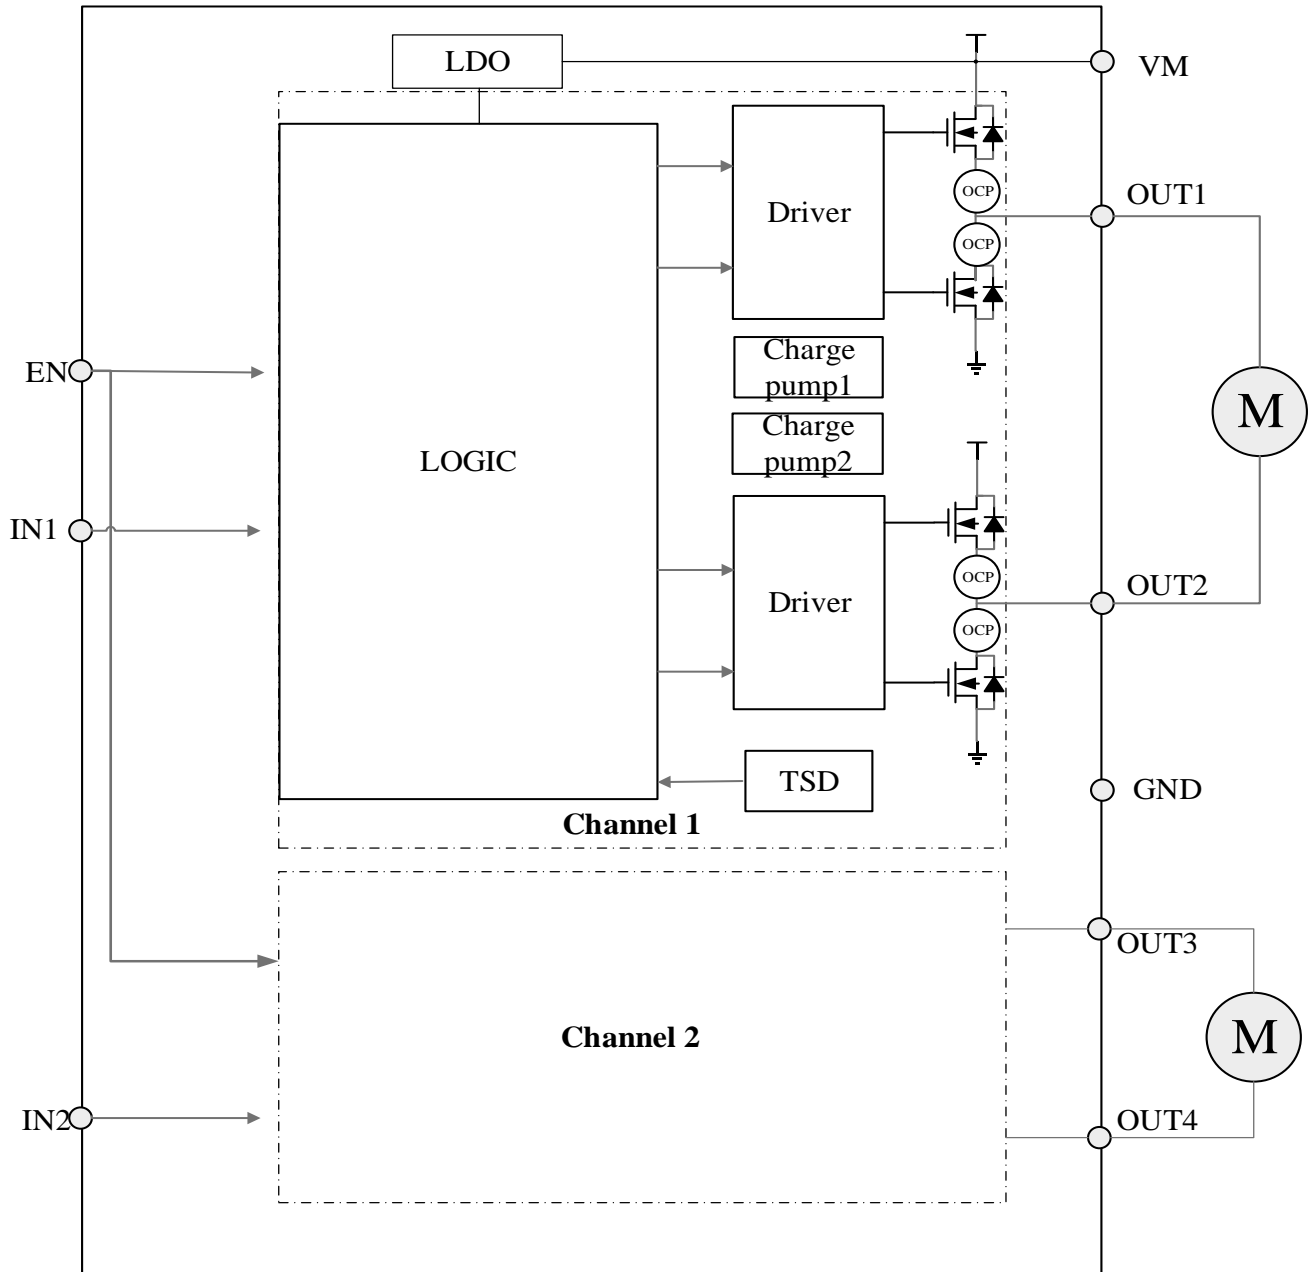 LDO
VM
OCP
OUT1
Driver
OCP
Charge
pump1
EN
M
Charge
pump2
LOGIC
IN1
OCP
OUT2
Driver
OCP
TSD
GND
Channel 1
OUT3
Channel 2
M
IN2
OUT4